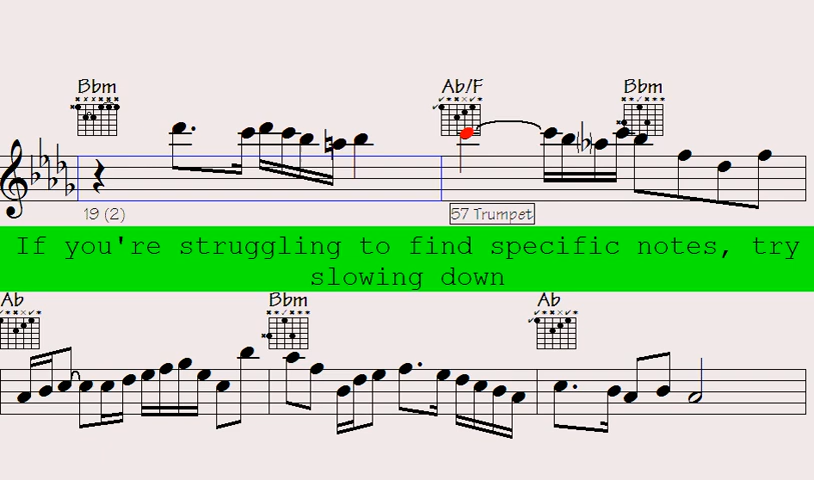 Bbm Ab/F Bbm
19 (2) 57 Trumpet
If you're struggling to find specific notes, try
slowing down
Ab Bbm Ab